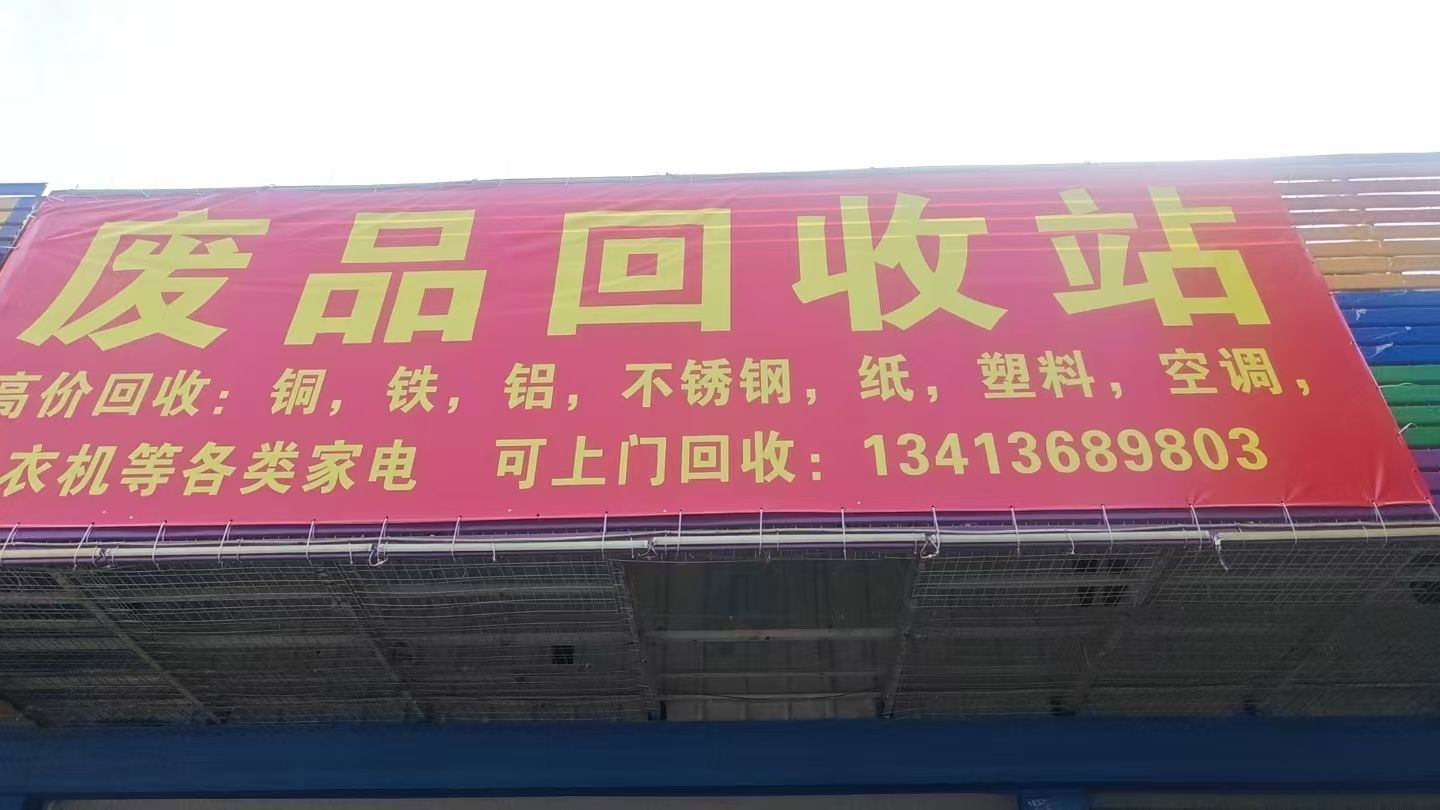 废品回收站
高价回收：铜，铁，铝，不锈钢，纸，塑料，空调，
衣机等各类家电 可上门回收：13413689803